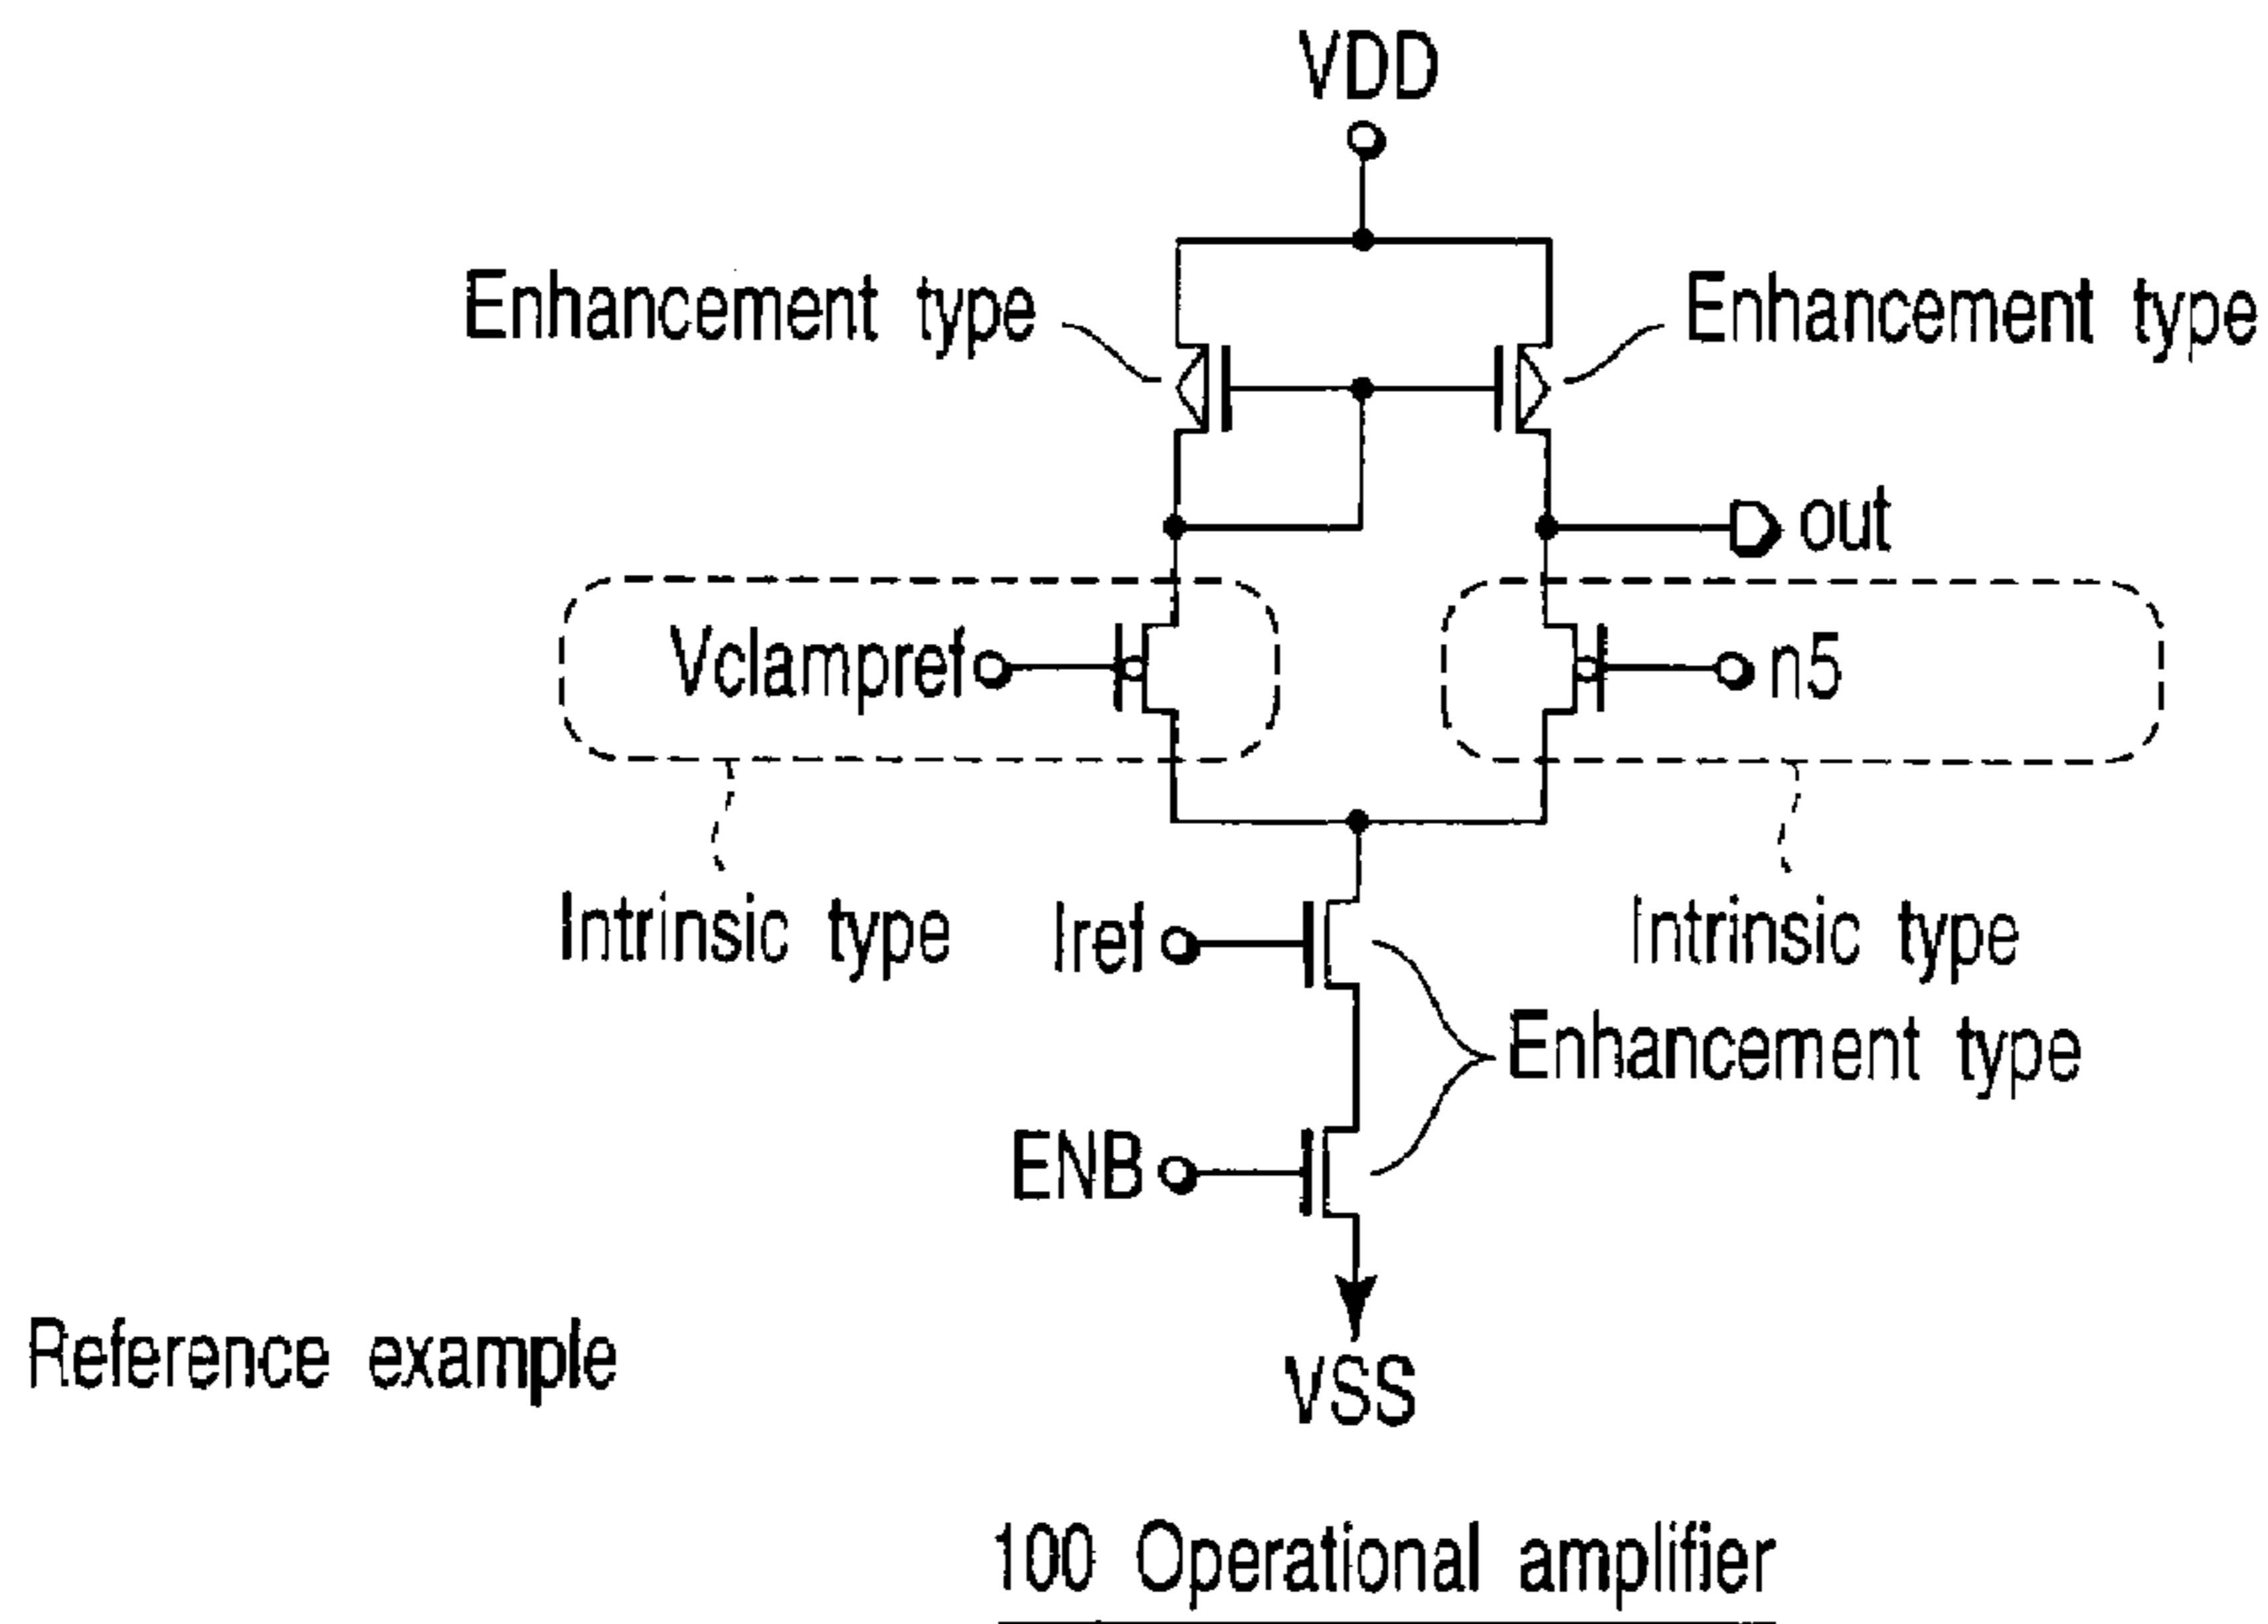 VDD
Enhancement type
Enhancement type
out
Vclampref
n5
Intrinsic type
Iref
Intrinsic type
Enhancement type
ENB
Reference example
VSS
100 Operational amplifier